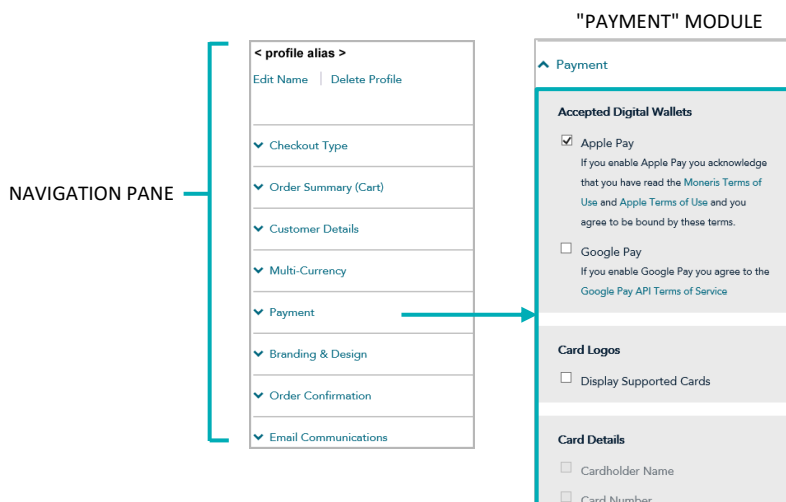 "PAYMENT" MODULE
NAVIGATION PANE
< profile alias >
Edit Name | Delete Profile
Checkout Type
Order Summary (Cart)
Customer Details
Multi-Currency
Payment
Branding & Design
Order Confirmation
Email Communications
Payment
Accepted Digital Wallets
Apple Pay
If you enable Apple Pay you acknowledge
that you have read the Moneris Terms of
Use and Apple Terms of Use and you
agree to be bound by these terms.
Google Pay
If you enable Google Pay you agree to the
Google Pay API Terms of Service
Card Logos
Display Supported Cards
Card Details
Cardholder Name
Card Number